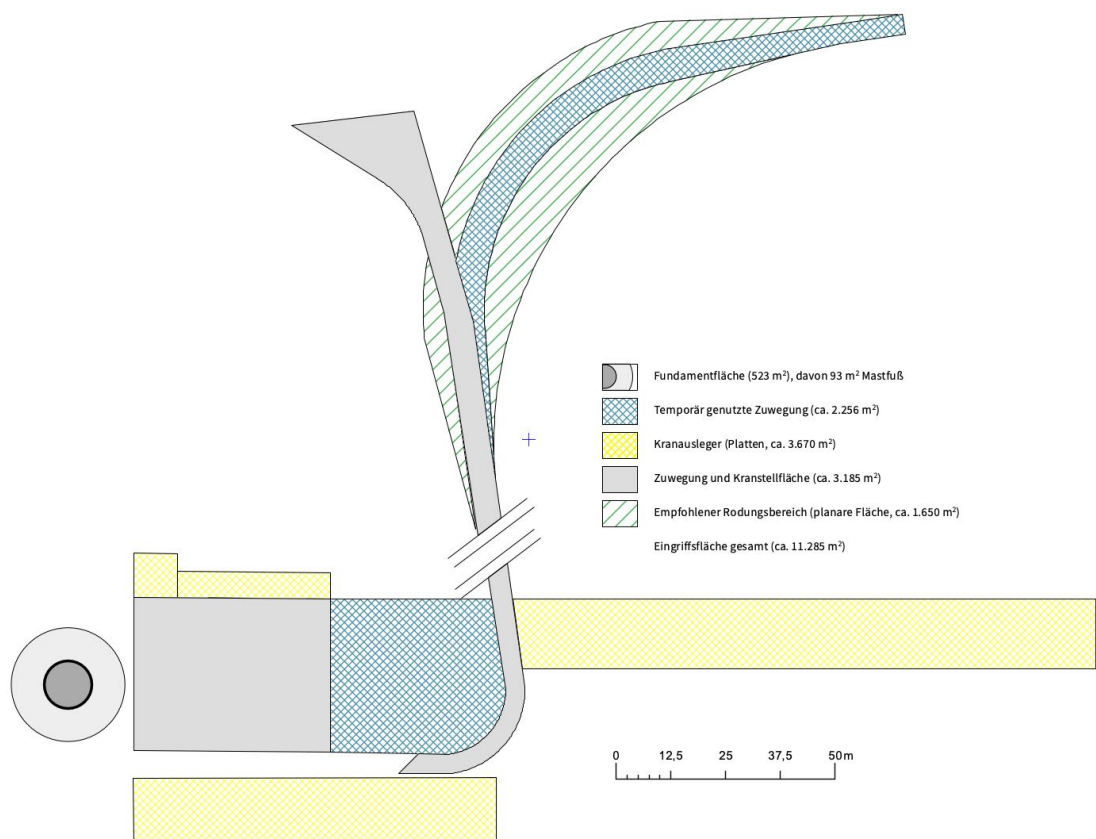 Fundamentfläche (523 m²), davon 93 m² Mastfuß
Temporär genutzte Zuwegung (ca. 2.256 m²)
Kranausleger (Platten, ca. 3.670 m²)
Zuwegung und Kranstellfläche (ca. 3.185 m²)
Empfohlener Rodungsbereich (planare Fläche, ca. 1.650 m²)
Eingriffsfläche gesamt (ca. 11.285 m²)
0 12,5 25 37,5 50m